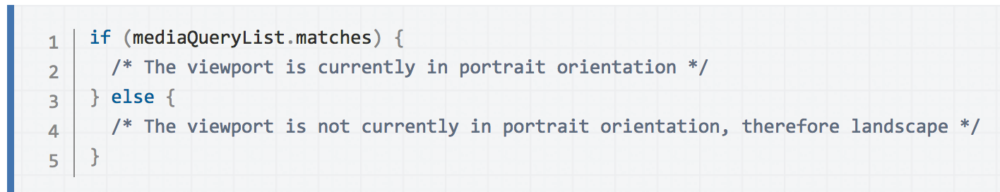 1 if (mediaQueryList.matches) {
2 /* The viewport is currently in portrait orientation */
3 } else {
4 /* The viewport is not currently in portrait orientation, therefore landscape */
5 }